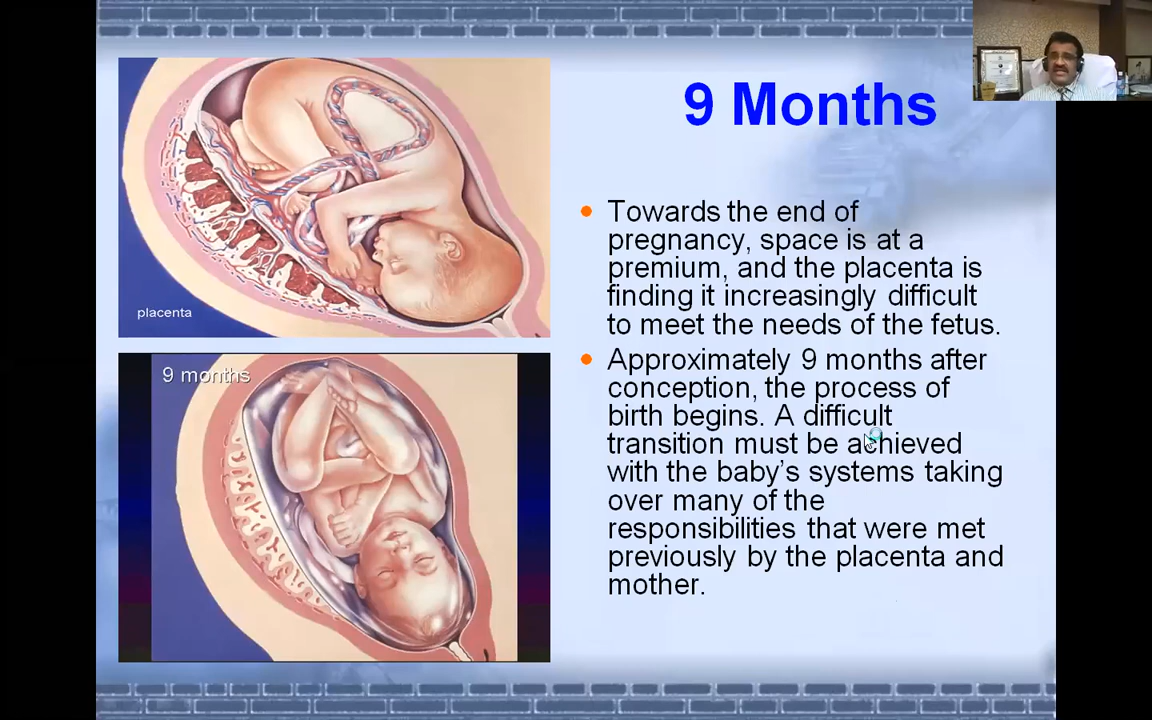 9 Months
placenta
9 months
• Towards the end of
pregnancy, space is at a
premium, and the placenta is
finding it increasingly difficult
to meet the needs of the fetus.
• Approximately 9 months after
conception, the process of
birth begins. A difficult
transition must be achieved
with the baby's systems taking
over many of the
responsibilities that were met
previously by the placenta and
mother.